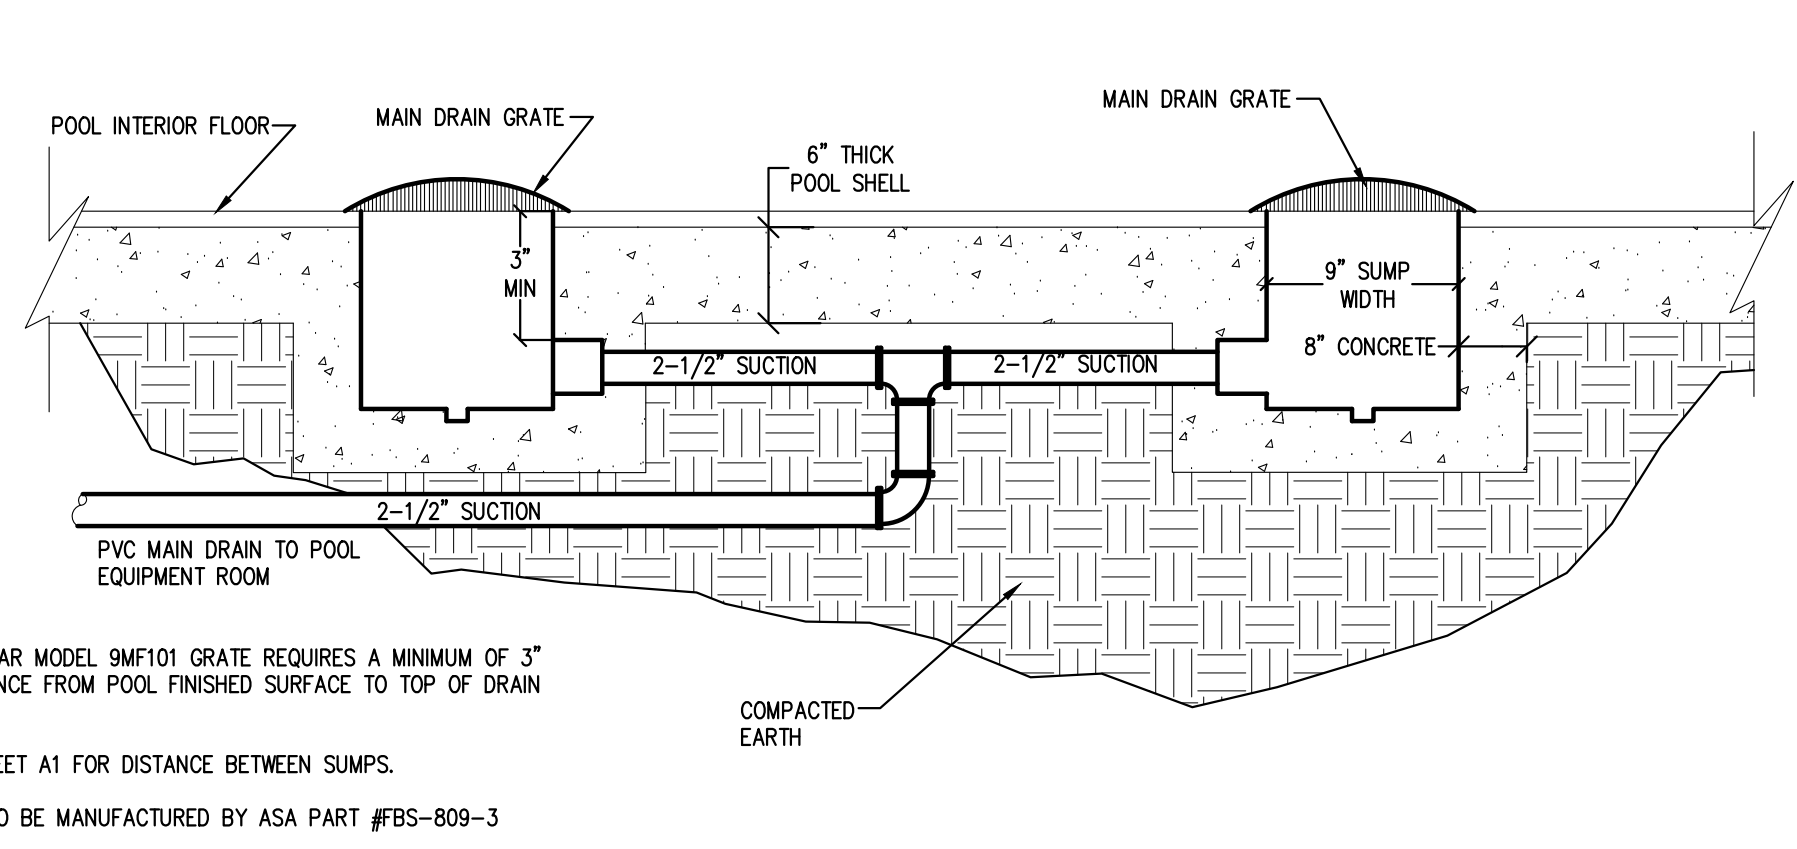 MAIN DRAIN GRATE
POOL INTERIOR FLOOR
MAIN DRAIN GRATE
6" THICK
POOL SHELL
3"
MIN
9" SUMP
WIDTH
8" CONCRETE
2-1/2" SUCTION
2-1/2" SUCTION
2-1/2" SUCTION
PVC MAIN DRAIN TO POOL
EQUIPMENT ROOM
MODEL 9MF101 GRATE REQUIRES A MINIMUM OF 3"
FROM POOL FINISHED SURFACE TO TOP OF DRAIN
COMPACTED
EARTH
A1 FOR DISTANCE BETWEEN SUMPS.
BE MANUFACTURED BY ASA PART #FBS-809-3